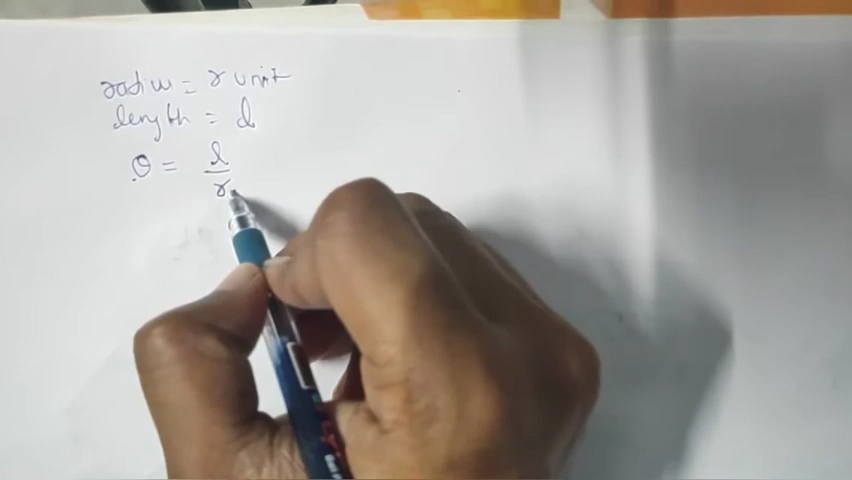 radius = r unit
length = l
θ = l/r